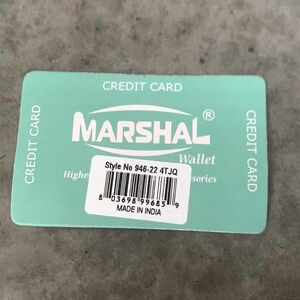 CREDIT CARD
CREDIT CARD
CREDIT CARD
MARSHAL®
Wallet
Style No 946-22 4TJQ
8 03698 99685 9
MADE IN INDIA